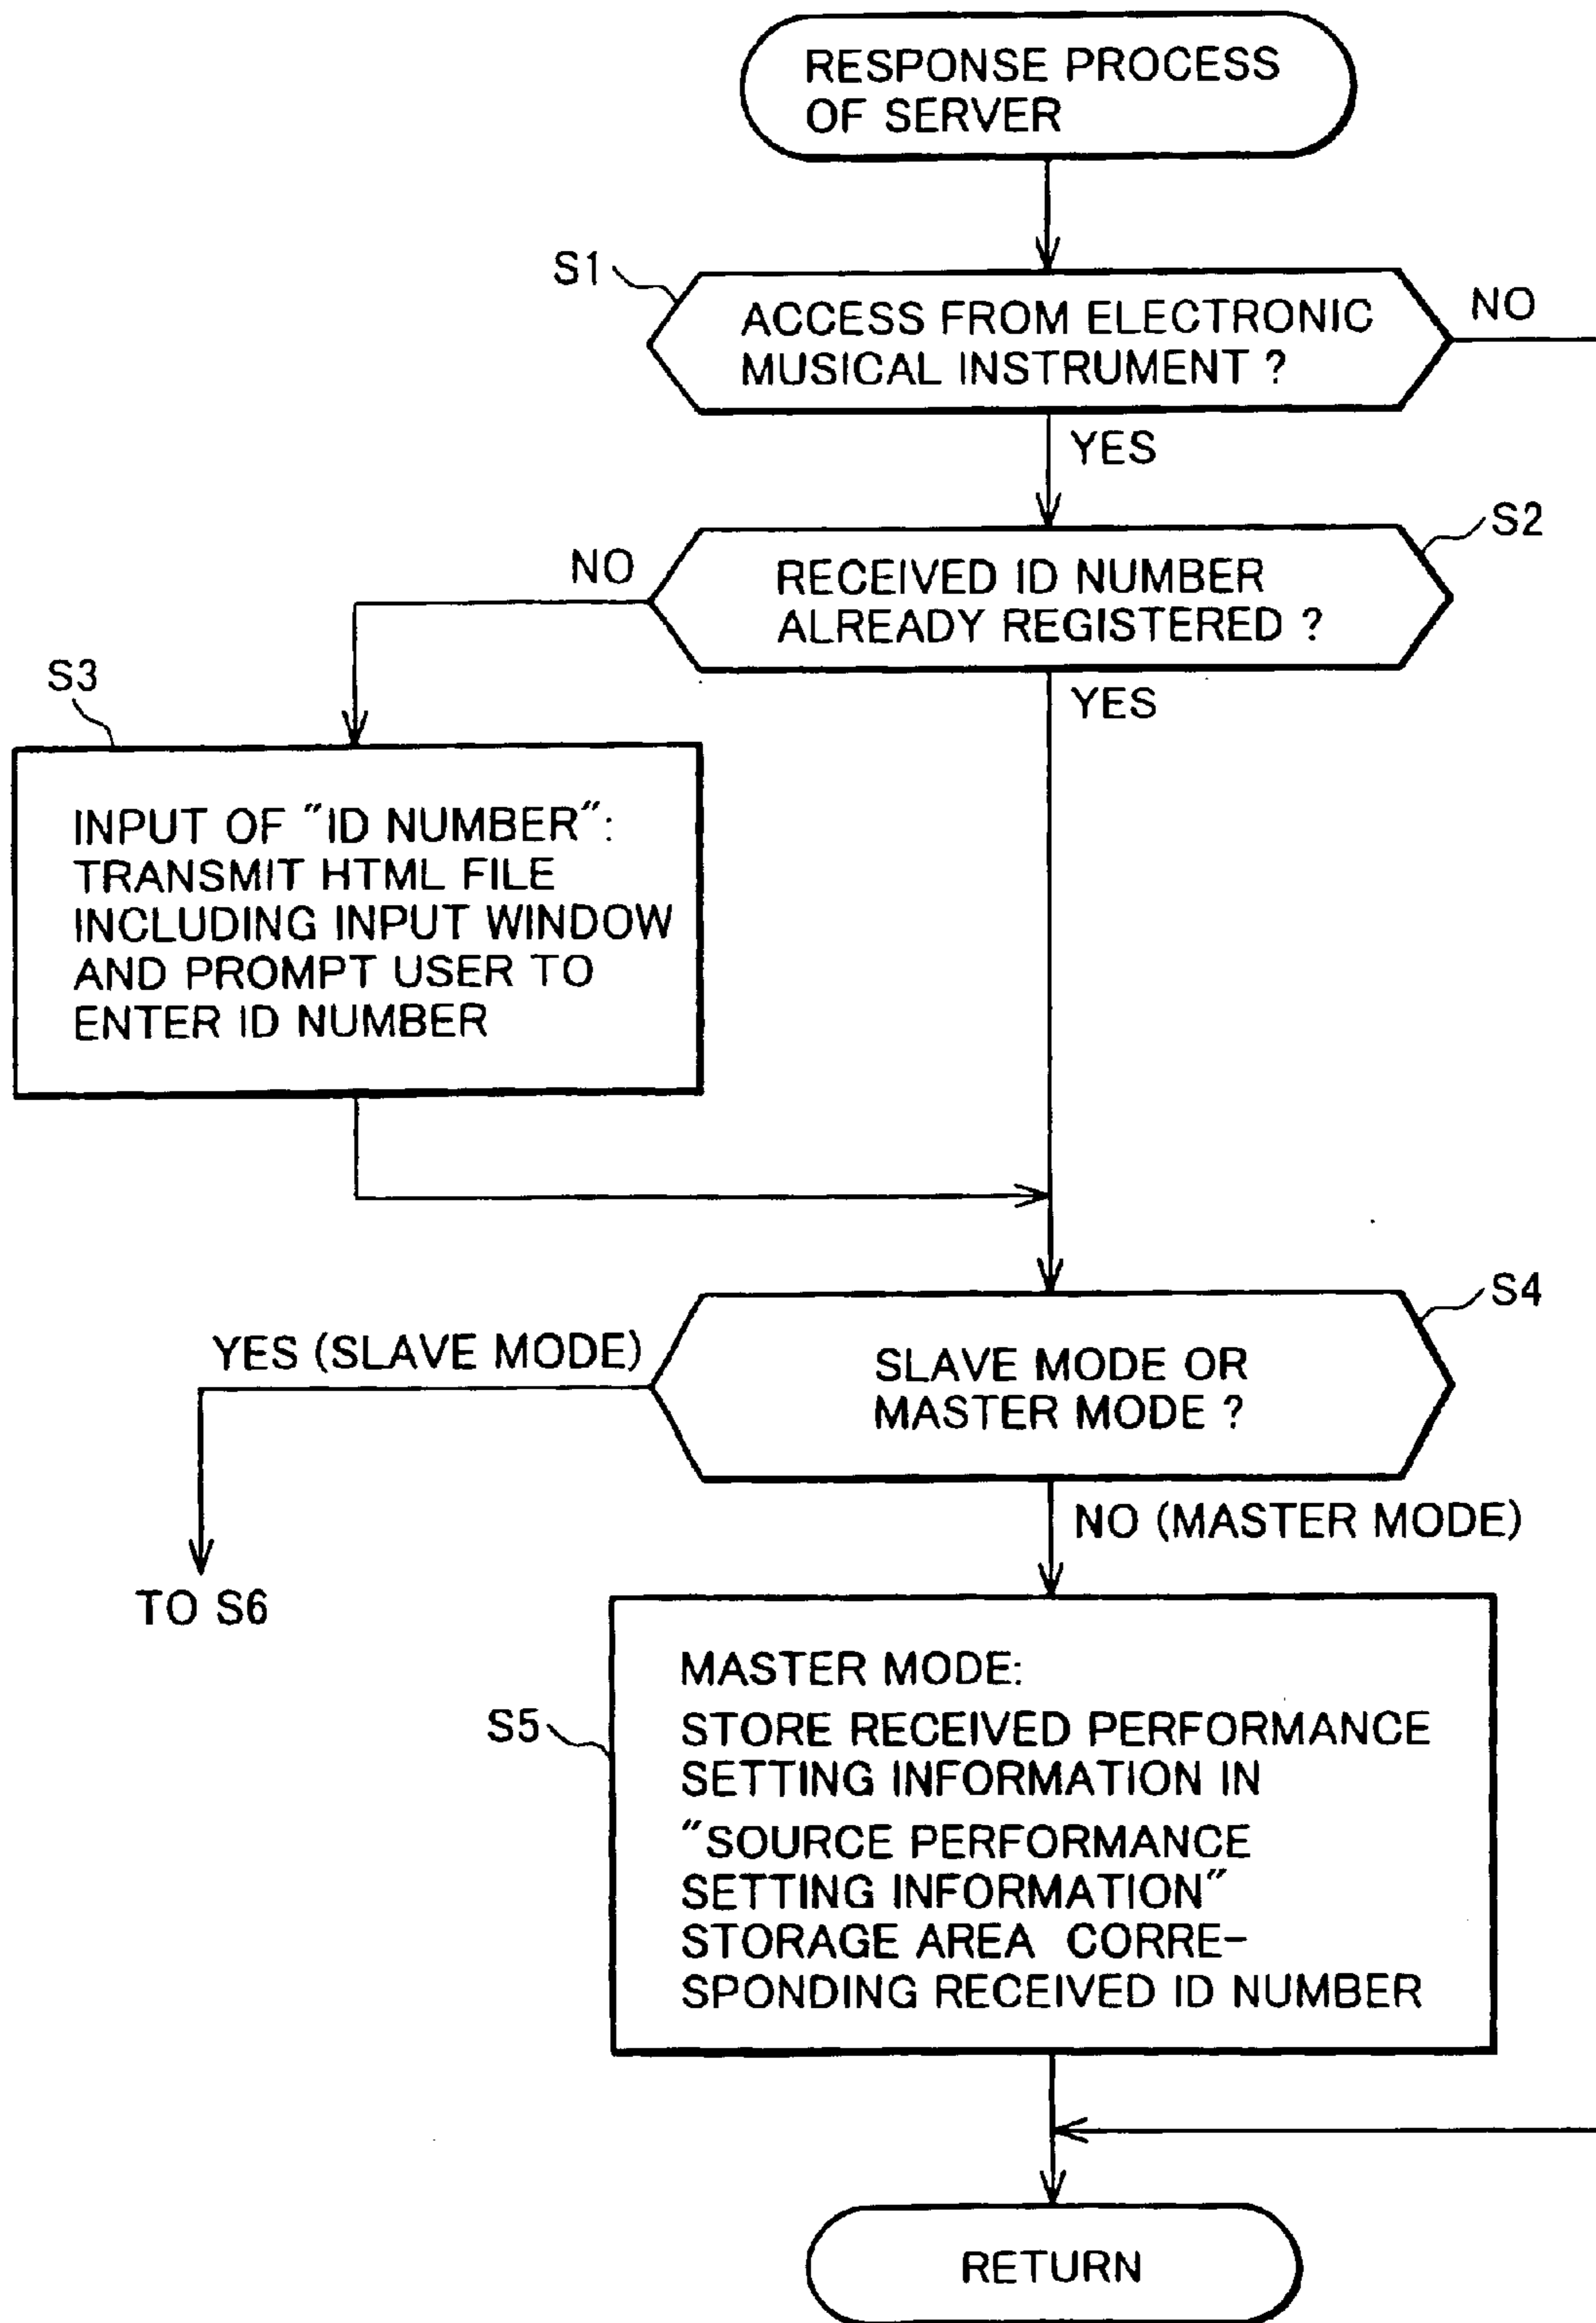 RESPONSE PROCESS
OF SERVER
S1
ACCESS FROM ELECTRONIC
MUSICAL INSTRUMENT ?
NO
YES
S2
NO
RECEIVED ID NUMBER
ALREADY REGISTERED ?
YES
S3
INPUT OF "ID NUMBER":
TRANSMIT HTML FILE
INCLUDING INPUT WINDOW
AND PROMPT USER TO
ENTER ID NUMBER
S4
YES (SLAVE MODE)
SLAVE MODE OR
MASTER MODE ?
NO (MASTER MODE)
TO S6
S5
MASTER MODE:
STORE RECEIVED PERFORMANCE
SETTING INFORMATION IN
"SOURCE PERFORMANCE
SETTING INFORMATION"
STORAGE AREA CORRE-
SPONDING RECEIVED ID NUMBER
RETURN